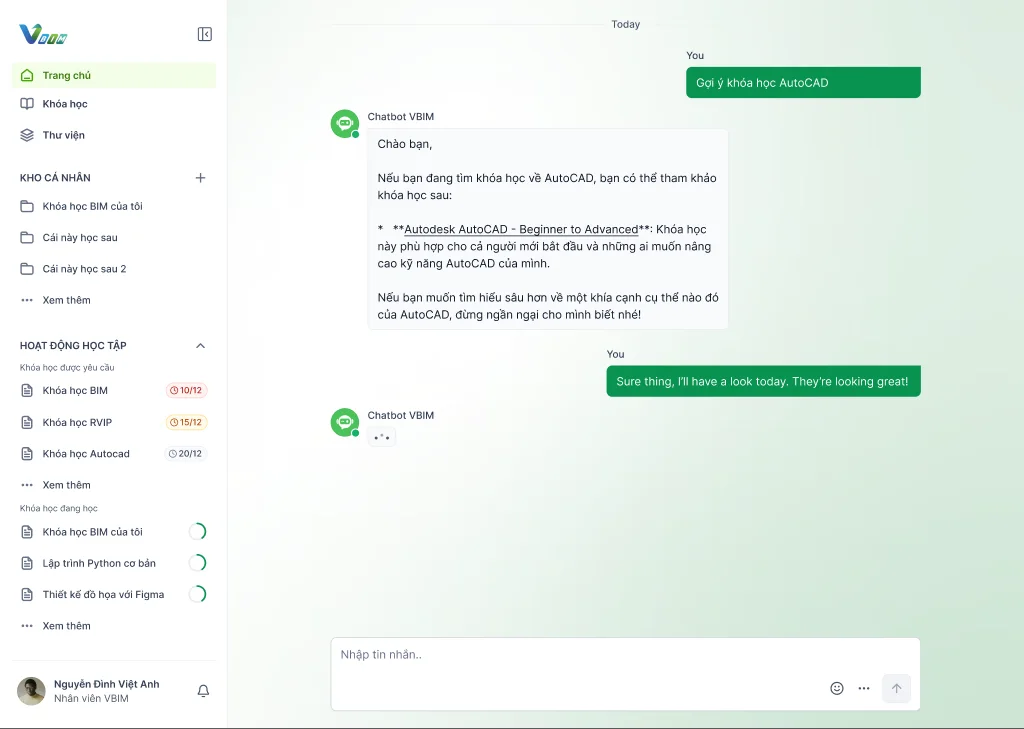 VBIM
Trang chủ
Khóa học
Thư viện
KHO CÁ NHÂN
Khóa học BIM của tôi
Cái này học sau
Cái này học sau 2
Xem thêm
HOẠT ĐỘNG HỌC TẬP
Khóa học được yêu cầu
Khóa học BIM 10/12
Khóa học RVIP 15/12
Khóa học Autocad 20/12
Xem thêm
Khóa học đang học
Khóa học BIM của tôi
Lập trình Python cơ bản
Thiết kế đồ họa với Figma
Xem thêm
Nguyễn Đình Việt Anh
Nhân viên VBIM
Today
You
Gợi ý khóa học AutoCAD
Chatbot VBIM
Chào bạn,
Nếu bạn đang tìm khóa học về AutoCAD, bạn có thể tham khảo
khóa học sau:
* **Autodesk AutoCAD - Beginner to Advanced**: Khóa học
này phù hợp cho cả người mới bắt đầu và những ai muốn nâng
cao kỹ năng AutoCAD của mình.
Nếu bạn muốn tìm hiểu sâu hơn về một khía cạnh cụ thể nào đó
của AutoCAD, đừng ngần ngại cho mình biết nhé!
You
Sure thing, I'll have a look today. They're looking great!
Chatbot VBIM
Nhập tin nhắn..